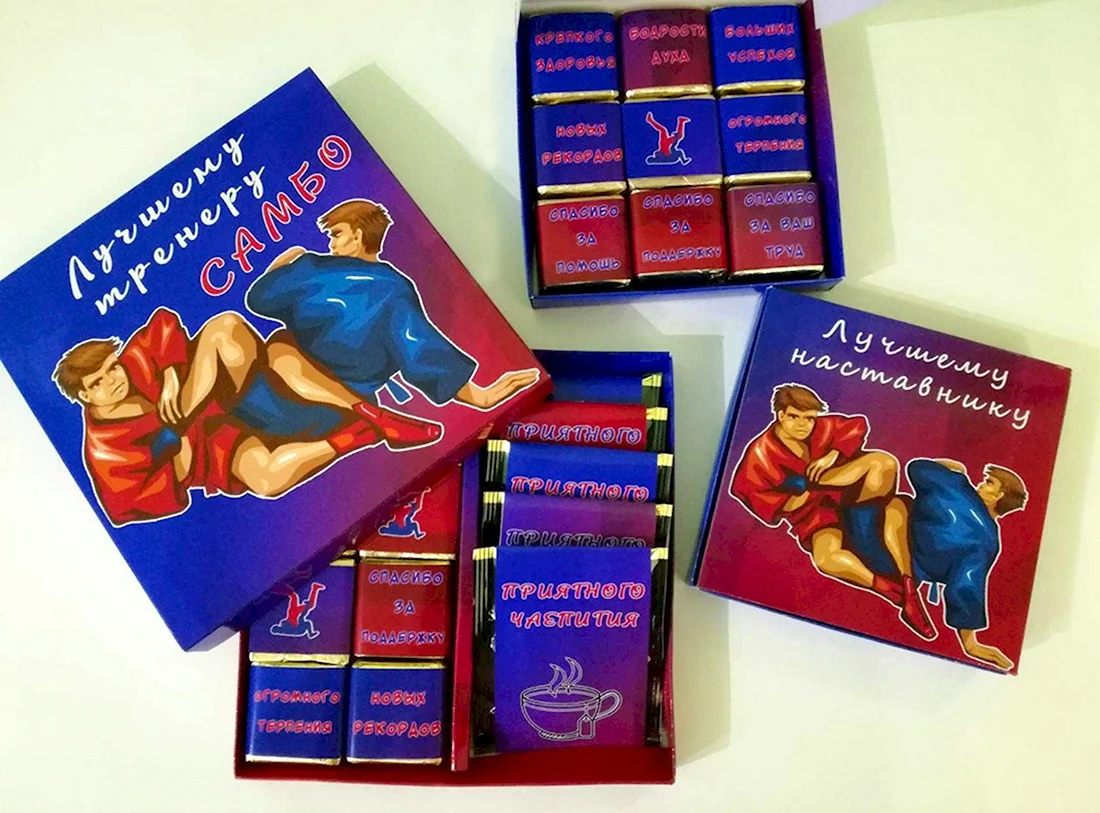 Лучшему
тренеру
САМБО
КРЕПКОГО
ЗДОРОВЬЯ
БОДРОСТИ
ДУХА
БОЛЬШИХ
УСПЕХОВ
НОВЫХ
РЕКОРДОВ
ОГРОМНОГО
ТЕРПЕНИЯ
СПАСИБО
ЗА
ПОМОЩЬ
СПАСИБО
ЗА
ПОДДЕРЖКУ
СПАСИБО
ЗА ВАШ
ТРУД
Лучшему
наставнику
ПРИЯТНОГО
ПРИЯТНОГО
ПРИЯТНОГО
ПРИЯТНОГО
ЧАЕПИТИЯ
СПАСИБО
ЗА
ПОДДЕРЖКУ
ОГРОМНОГО
ТЕРПЕНИЯ
НОВЫХ
РЕКОРДОВ